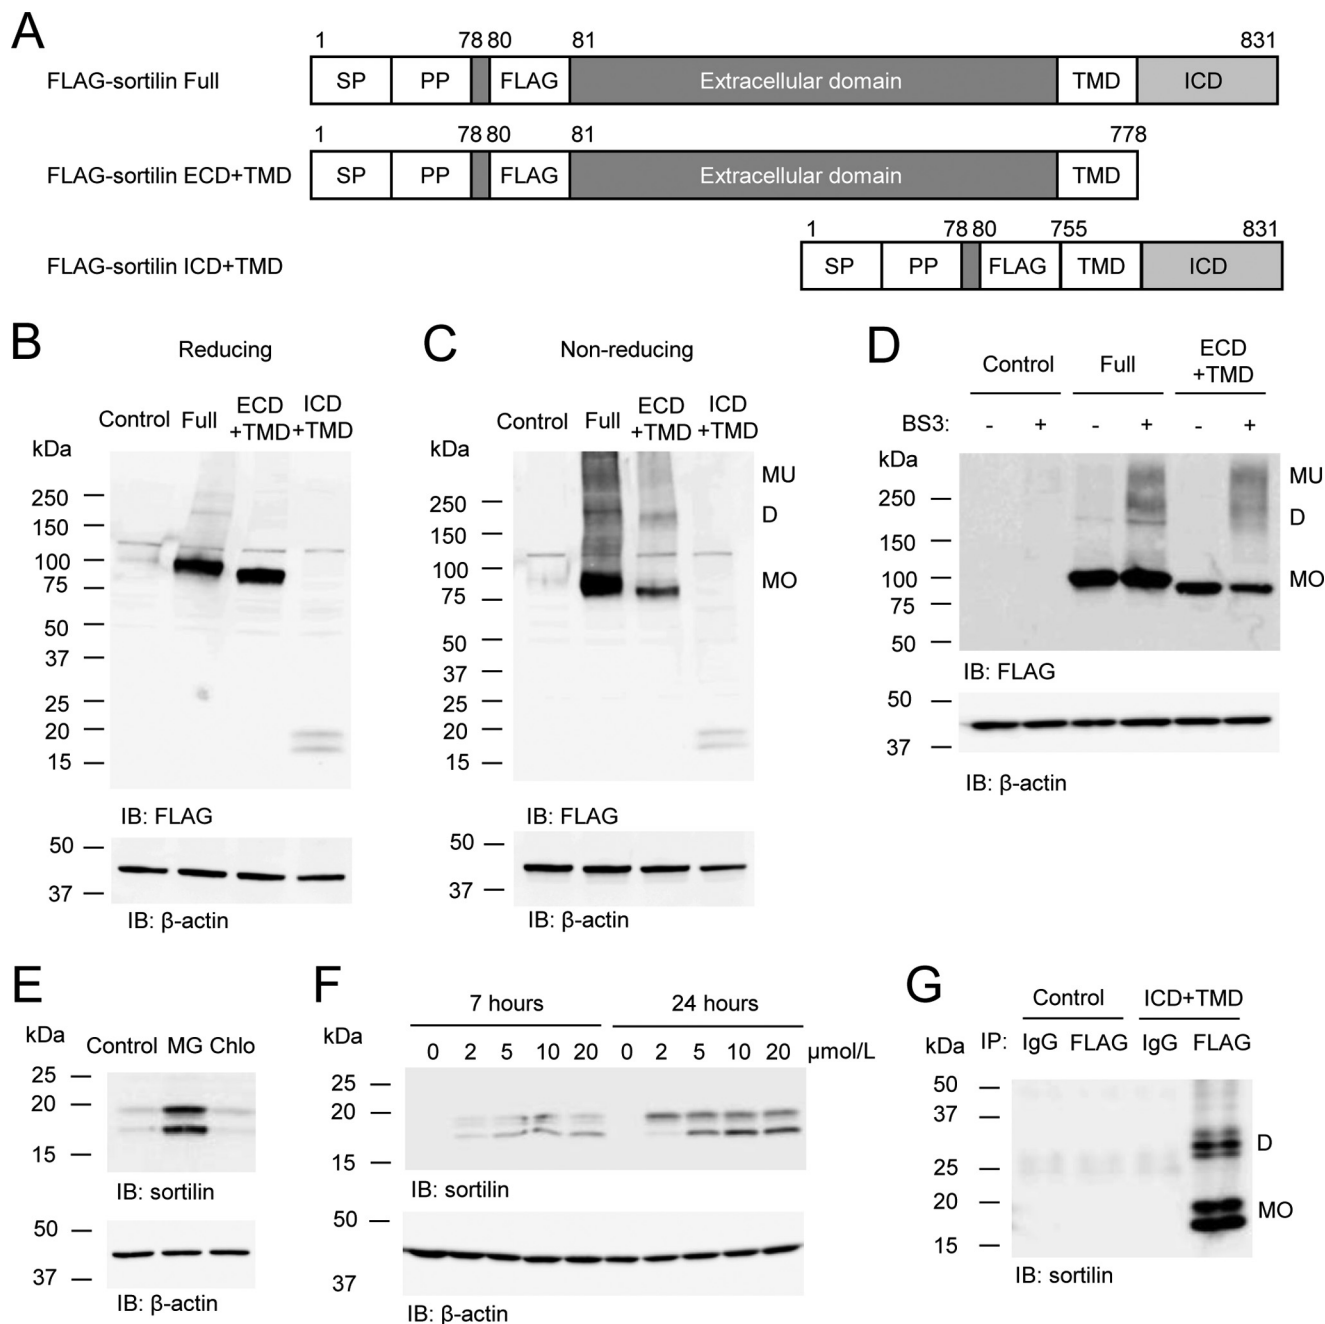 A
1 78 80 81 831
FLAG-sortilin Full SP PP FLAG Extracellular domain TMD ICD
1 78 80 81 778
FLAG-sortilin ECD+TMD SP PP FLAG Extracellular domain TMD
1 78 80 755 831
FLAG-sortilin ICD+TMD SP PP FLAG TMD ICD
B
Reducing
Control Full ECD +TMD ICD +TMD
kDa
250
150
100
75
50
37
25
20
15
IB: FLAG
50
37
IB: β-actin
C
Non-reducing
Control Full ECD +TMD ICD +TMD
kDa
MU
250
D
150
100
MO
75
50
37
25
20
15
IB: FLAG
50
37
IB: β-actin
D
Control Full ECD +TMD
BS3: - + - + - +
kDa
MU
250
D
150
100 MO
75
50
IB: FLAG
50
37
IB: β-actin
E
kDa
Control MG Chlo
25
20
15
IB: sortilin
50
37
IB: β-actin
F
7 hours 24 hours
kDa
0 2 5 10 20 0 2 5 10 20 μmol/L
25
20
15
IB: sortilin
50
37
IB: β-actin
G
Control ICD+TMD
kDa IP: IgG FLAG IgG FLAG
50
37
D
25
20
MO
15
IB: sortilin